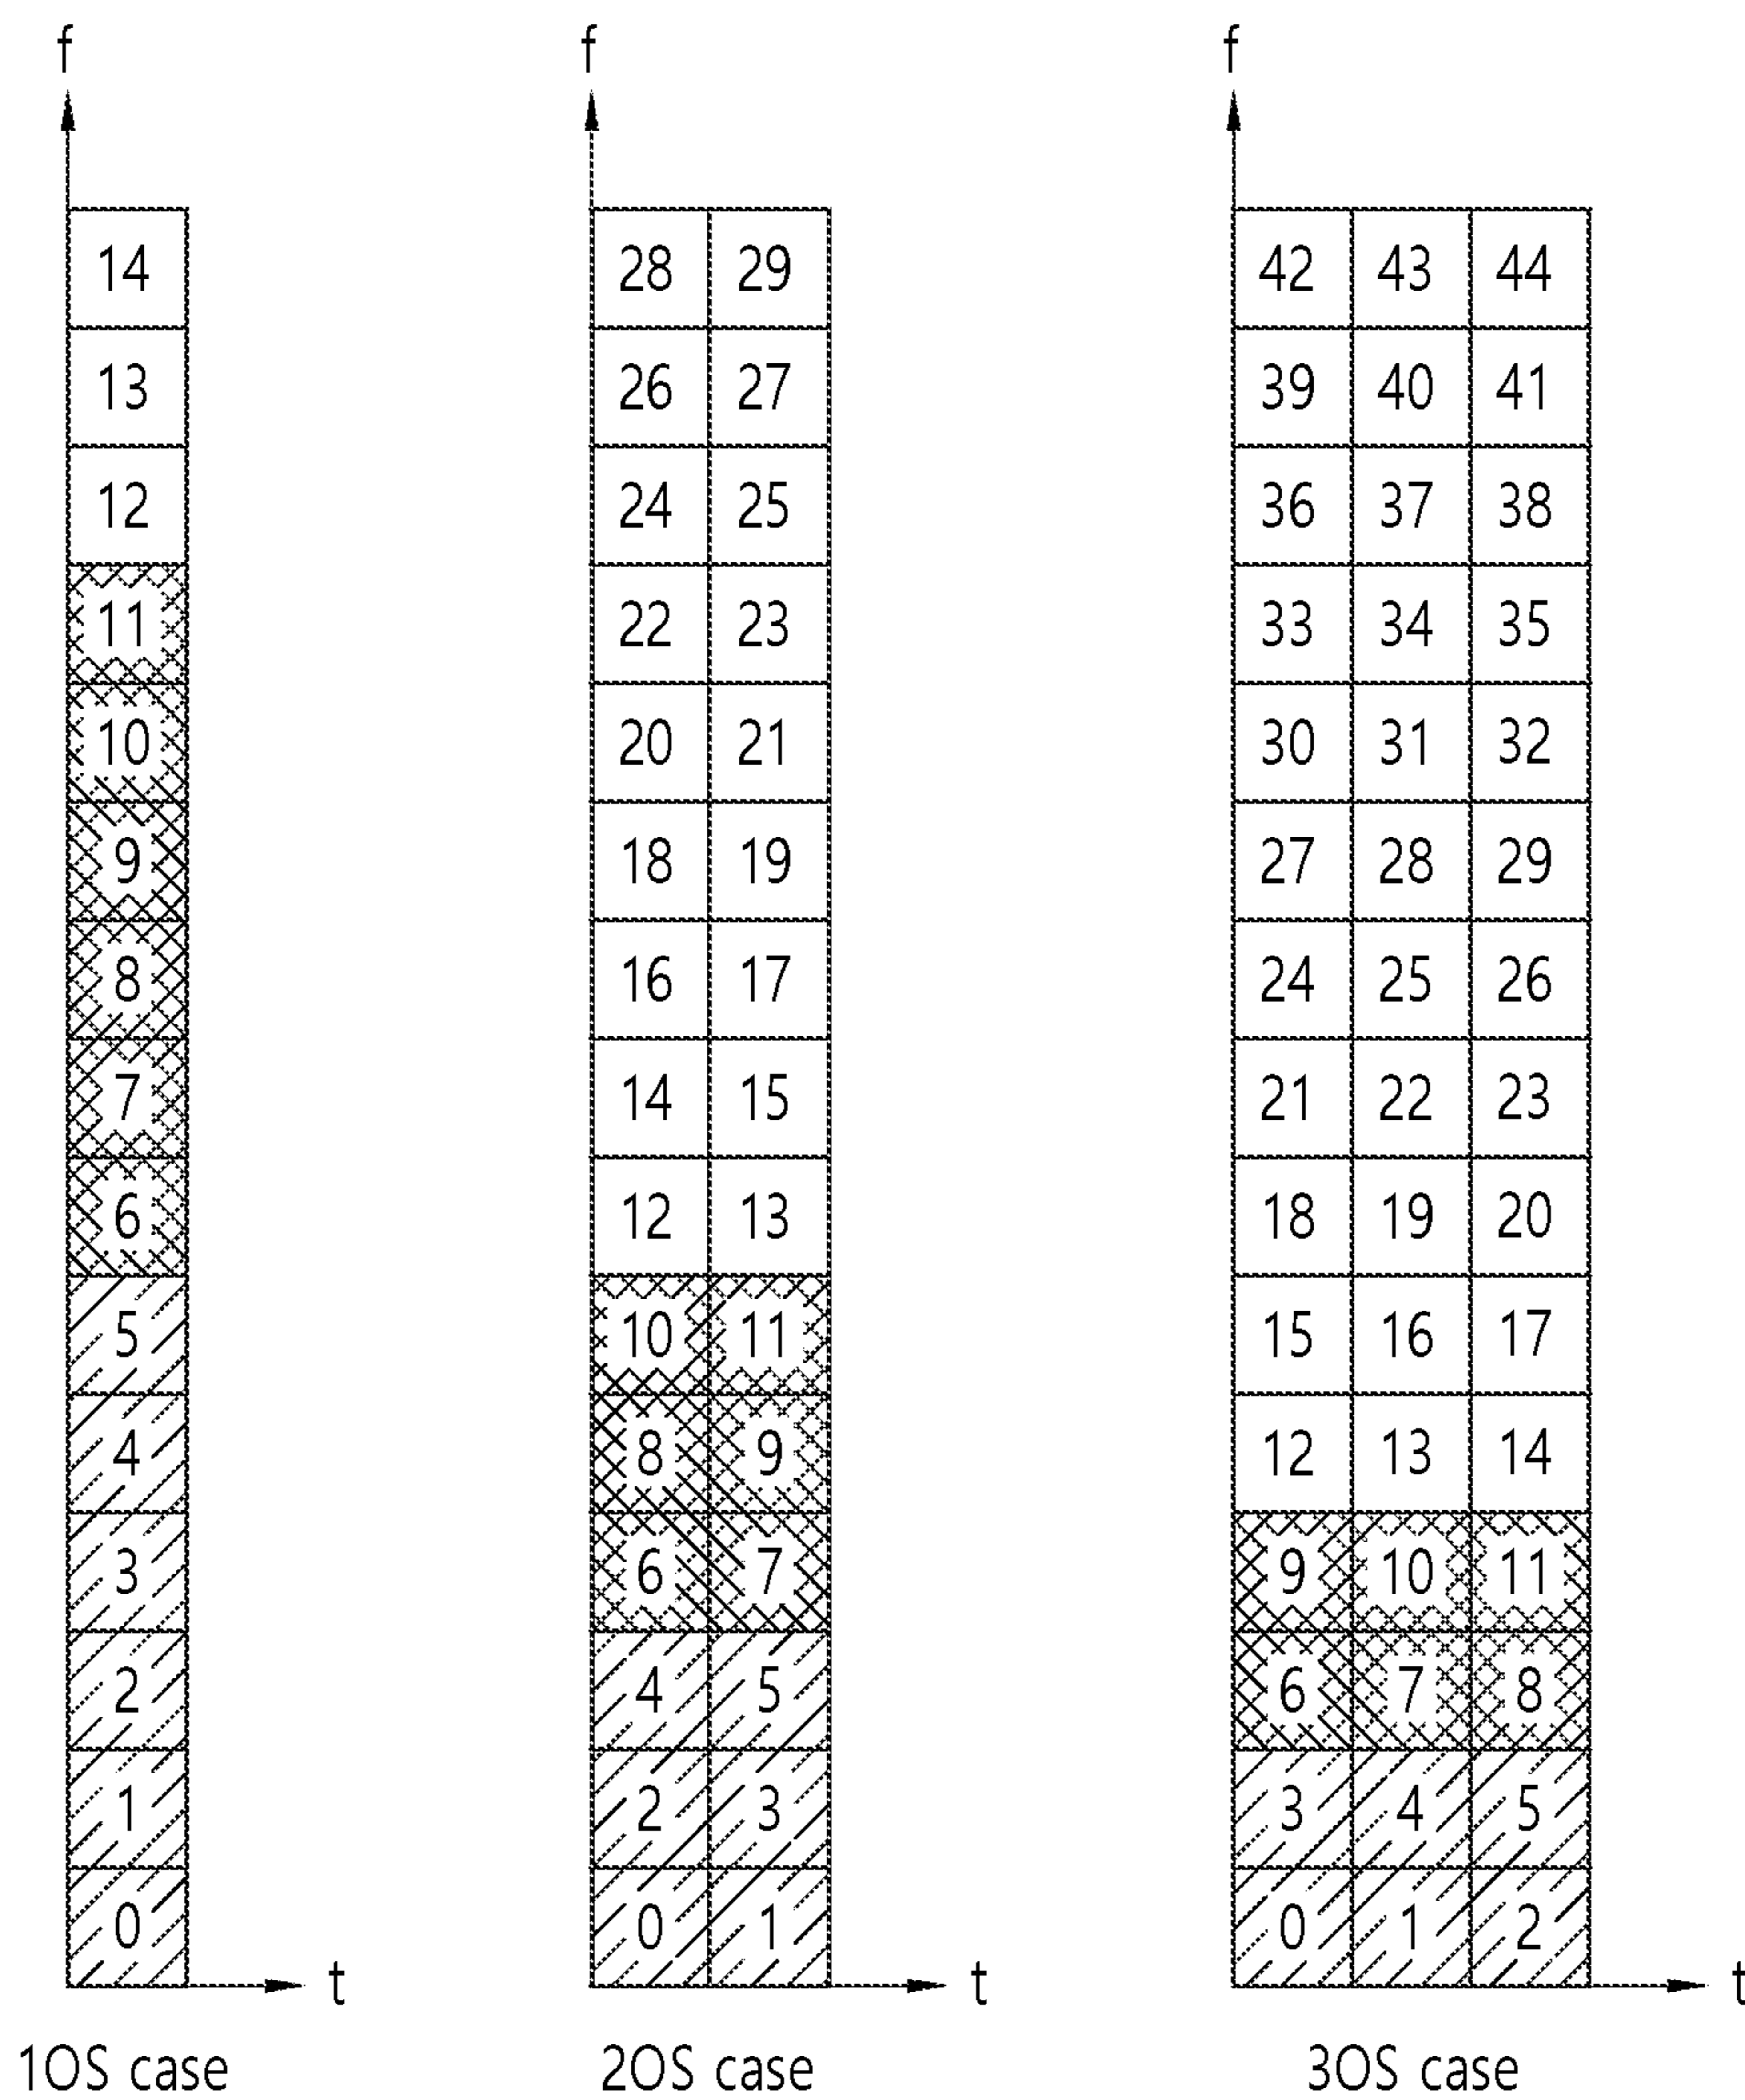 f f f
14 28 29 42 43 44
13 26 27 39 40 41
12 24 25 36 37 38
11 22 23 33 34 35
10 20 21 30 31 32
9 18 19 27 28 29
8 16 17 24 25 26
7 14 15 21 22 23
6 12 13 18 19 20
5 10 11 15 16 17
4 8 9 12 13 14
3 6 7 9 10 11
2 4 5 6 7 8
1 2 3 3 4 5
0 0 1 0 1 2
t t t
1OS case 2OS case 3OS case